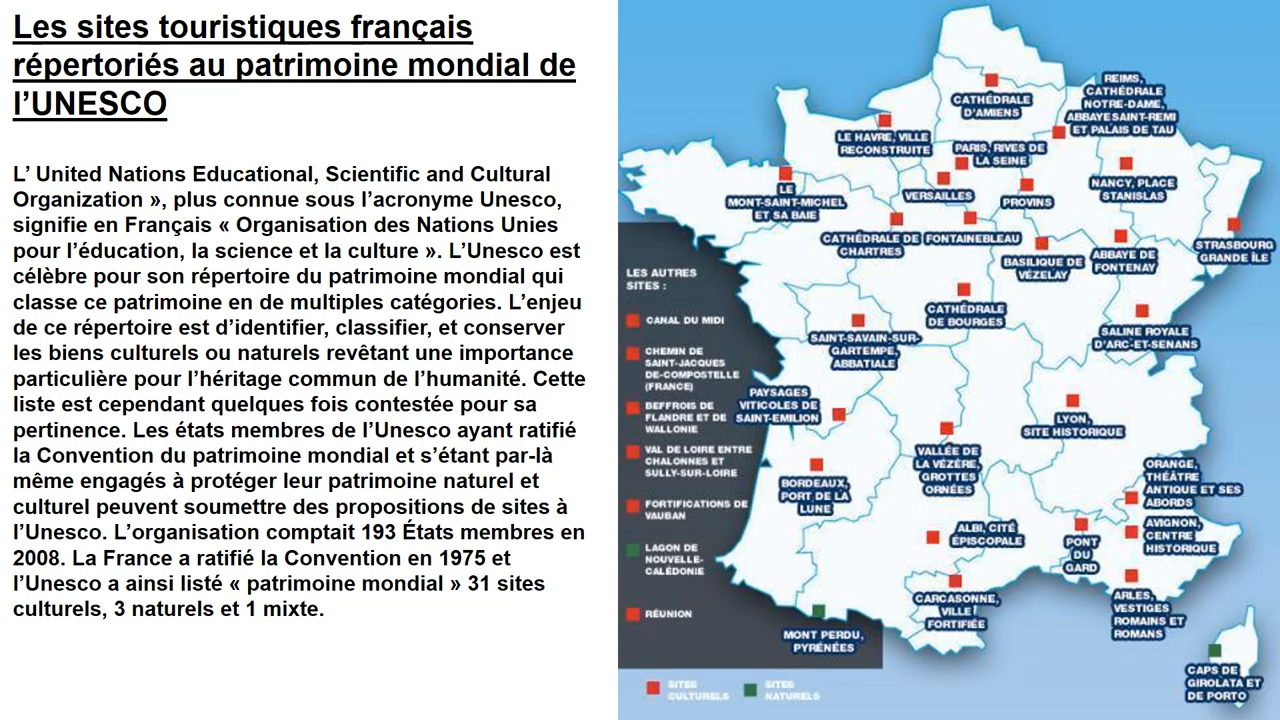 Les sites touristiques français
répertoriés au patrimoine mondial de
l’UNESCO
L’ United Nations Educational, Scientific and Cultural
Organization », plus connue sous l’acronyme Unesco,
signifie en Français « Organisation des Nations Unies
pour l’éducation, la science et la culture ». L’Unesco est
célèbre pour son répertoire du patrimoine mondial qui
classe ce patrimoine en de multiples catégories. L’enjeu
de ce répertoire est d’identifier, classifier, et conserver
les biens culturels ou naturels revêtant une importance
particulière pour l’héritage commun de l’humanité. Cette
liste est cependant quelques fois contestée pour sa
pertinence. Les états membres de l’Unesco ayant ratifié
la Convention du patrimoine mondial et s’étant par-là
même engagés à protéger leur patrimoine naturel et
culturel peuvent soumettre des propositions de sites à
l’Unesco. L’organisation comptait 193 États membres en
2008. La France a ratifié la Convention en 1975 et
l’Unesco a ainsi listé « patrimoine mondial » 31 sites
culturels, 3 naturels et 1 mixte.
CATHÉDRALE
D’AMIENS
REIMS,
CATHÉDRALE
NOTRE-DAME,
ABBAYE SAINT-REMI
ET PALAIS DE TAU
LE HAVRE, VILLE
RECONSTRUITE
PARIS, RIVES DE
LA SEINE
LE
MONT-SAINT-MICHEL
ET SA BAIE
VERSAILLES
PROVINS
NANCY, PLACE
STANISLAS
CATHÉDRALE DE
CHARTRES
FONTAINEBLEAU
BASILIQUE DE
VÉZELAY
ABBAYE DE
FONTENAY
STRASBOURG
GRANDE ÎLE
CATHÉDRALE
DE BOURGES
SAINT-SAVAIN-SUR-
GARTEMPE,
ABBATIALE
SALINE ROYALE
D’ARC-ET-SENANS
PAYSAGES
VITICOLES DE
SAINT-EMILION
LYON,
SITE HISTORIQUE
VALLÉE DE
LA VÉZÈRE,
GROTTES
ORNÉES
BORDEAUX,
PORT DE LA
LUNE
ORANGE,
THÉÂTRE
ANTIQUE ET SES
ABORDS
ALBI, CITÉ
ÉPISCOPALE
PONT
DU
GARD
AVIGNON,
CENTRE
HISTORIQUE
CARCASONNE,
VILLE
FORTIFIÉE
ARLES,
VESTIGES
ROMAINS ET
ROMANS
MONT PERDU,
PYRÉNÉES
CAPS DE
GIROLATA ET
DE PORTO
LES AUTRES
SITES :
CANAL DU MIDI
CHEMIN DE
SAINT-JACQUES
DE-COMPOSTELLE
(FRANCE)
BEFFROIS DE
FLANDRE ET DE
WALLONIE
VAL DE LOIRE ENTRE
CHALONNES ET
SULLY-SUR-LOIRE
FORTIFICATIONS DE
VAUBAN
LAGON DE
NOUVELLE-
CALÉDONIE
RÉUNION
SITES
CULTURELS
SITES
NATURELS